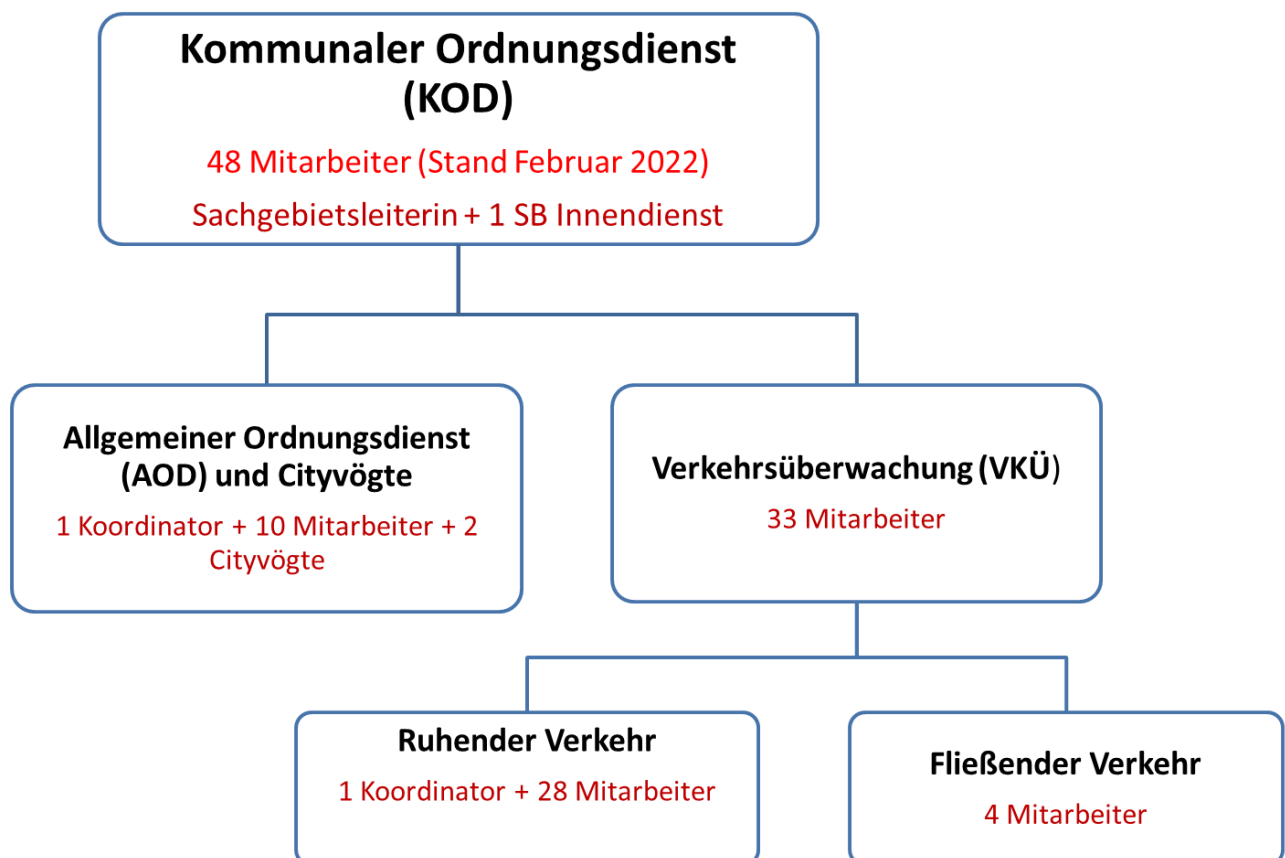 Kommunaler Ordnungsdienst
(KOD)
48 Mitarbeiter (Stand Februar 2022)
Sachgebietsleiterin + 1 SB Innendienst
Allgemeiner Ordnungsdienst
(AOD) und Cityvögte
1 Koordinator + 10 Mitarbeiter + 2
Cityvögte
Verkehrsüberwachung (VKÜ)
33 Mitarbeiter
Ruhender Verkehr
1 Koordinator + 28 Mitarbeiter
Fließender Verkehr
4 Mitarbeiter